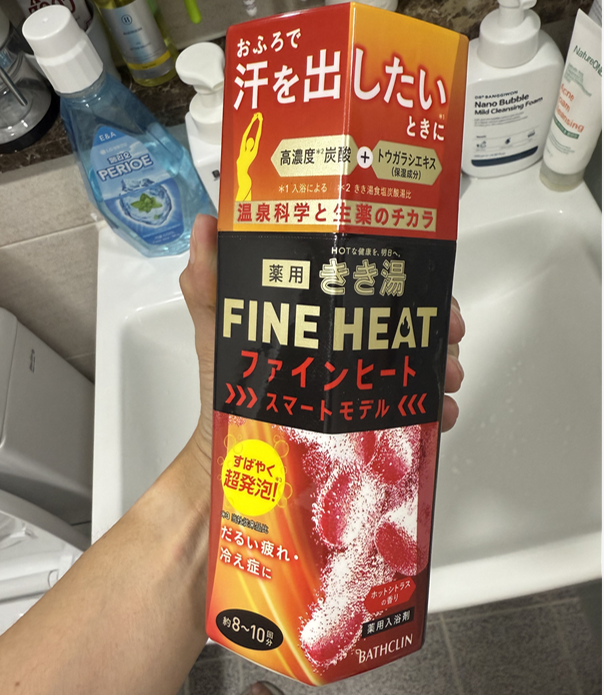 おふろで
汗を出したい
ときに※1
高濃度※2炭酸 + トウガラシエキス
(保湿成分)
※1 入浴による ※2 きき湯食塩炭酸湯比
温泉科学と生薬のチカラ
HOTな健康を、明日へ。
薬用 きき湯
FINE HEAT
ファインヒート
スマートモデル
すばやく
超発泡!
だるい疲れ・
冷え症に
ホットシトラス
の香り
約8~10回分
薬用入浴剤
BATHCLIN
E&A
PERIOE
Nano Bubble
Mild Cleansing Foam
Acne